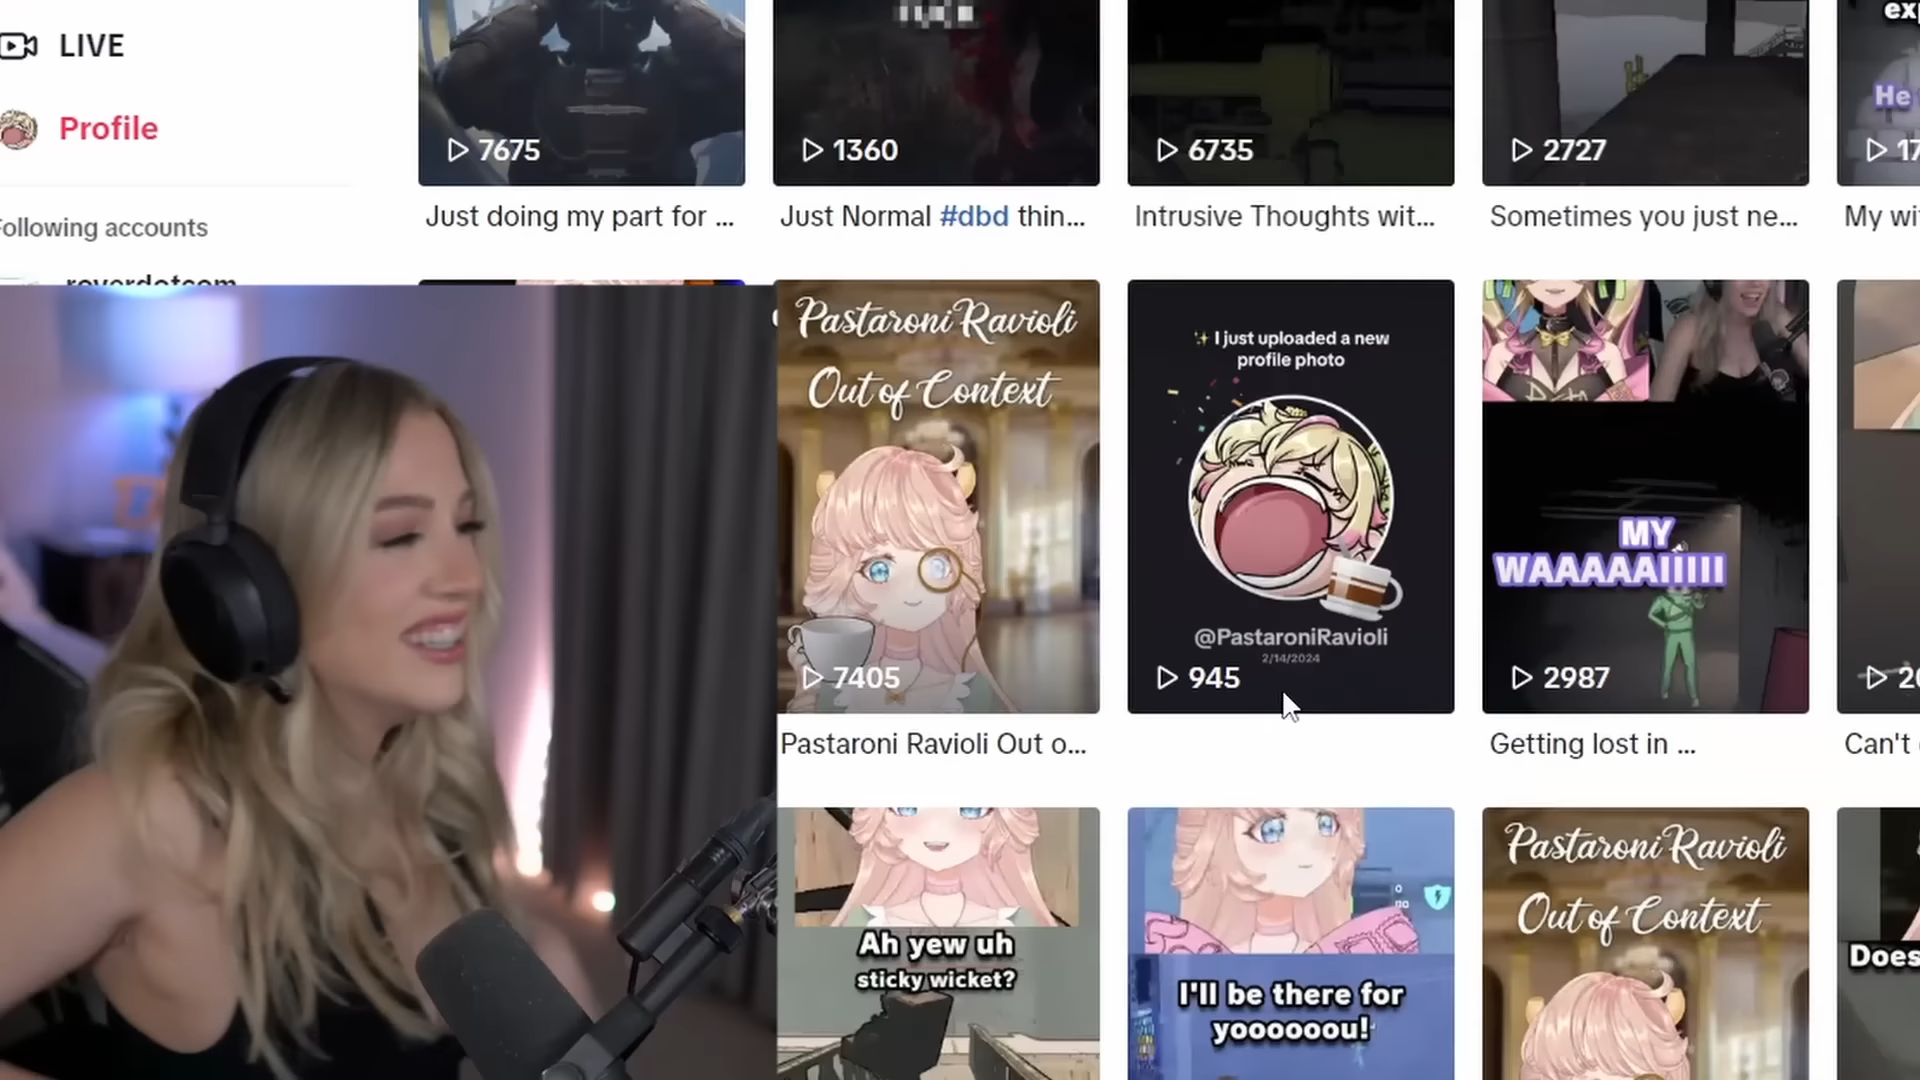 LIVE
Profile
Following accounts
7675
1360
6735
2727
17
He
Just doing my part for ...
Just Normal #dbd thin...
Intrusive Thoughts wit...
Sometimes you just ne...
My wi
Pastaroni Ravioli
Out of Context
7405
Pastaroni Ravioli Out o...
✨ I just uploaded a new
profile photo
@PastaroniRavioli
2/14/2024
945
MY
WAAAAAIIIII
2987
Getting lost in ...
20
Can't
Ah yew uh
sticky wicket?
I'll be there for
yoooooou!
Pastaroni Ravioli
Out of Context
Does